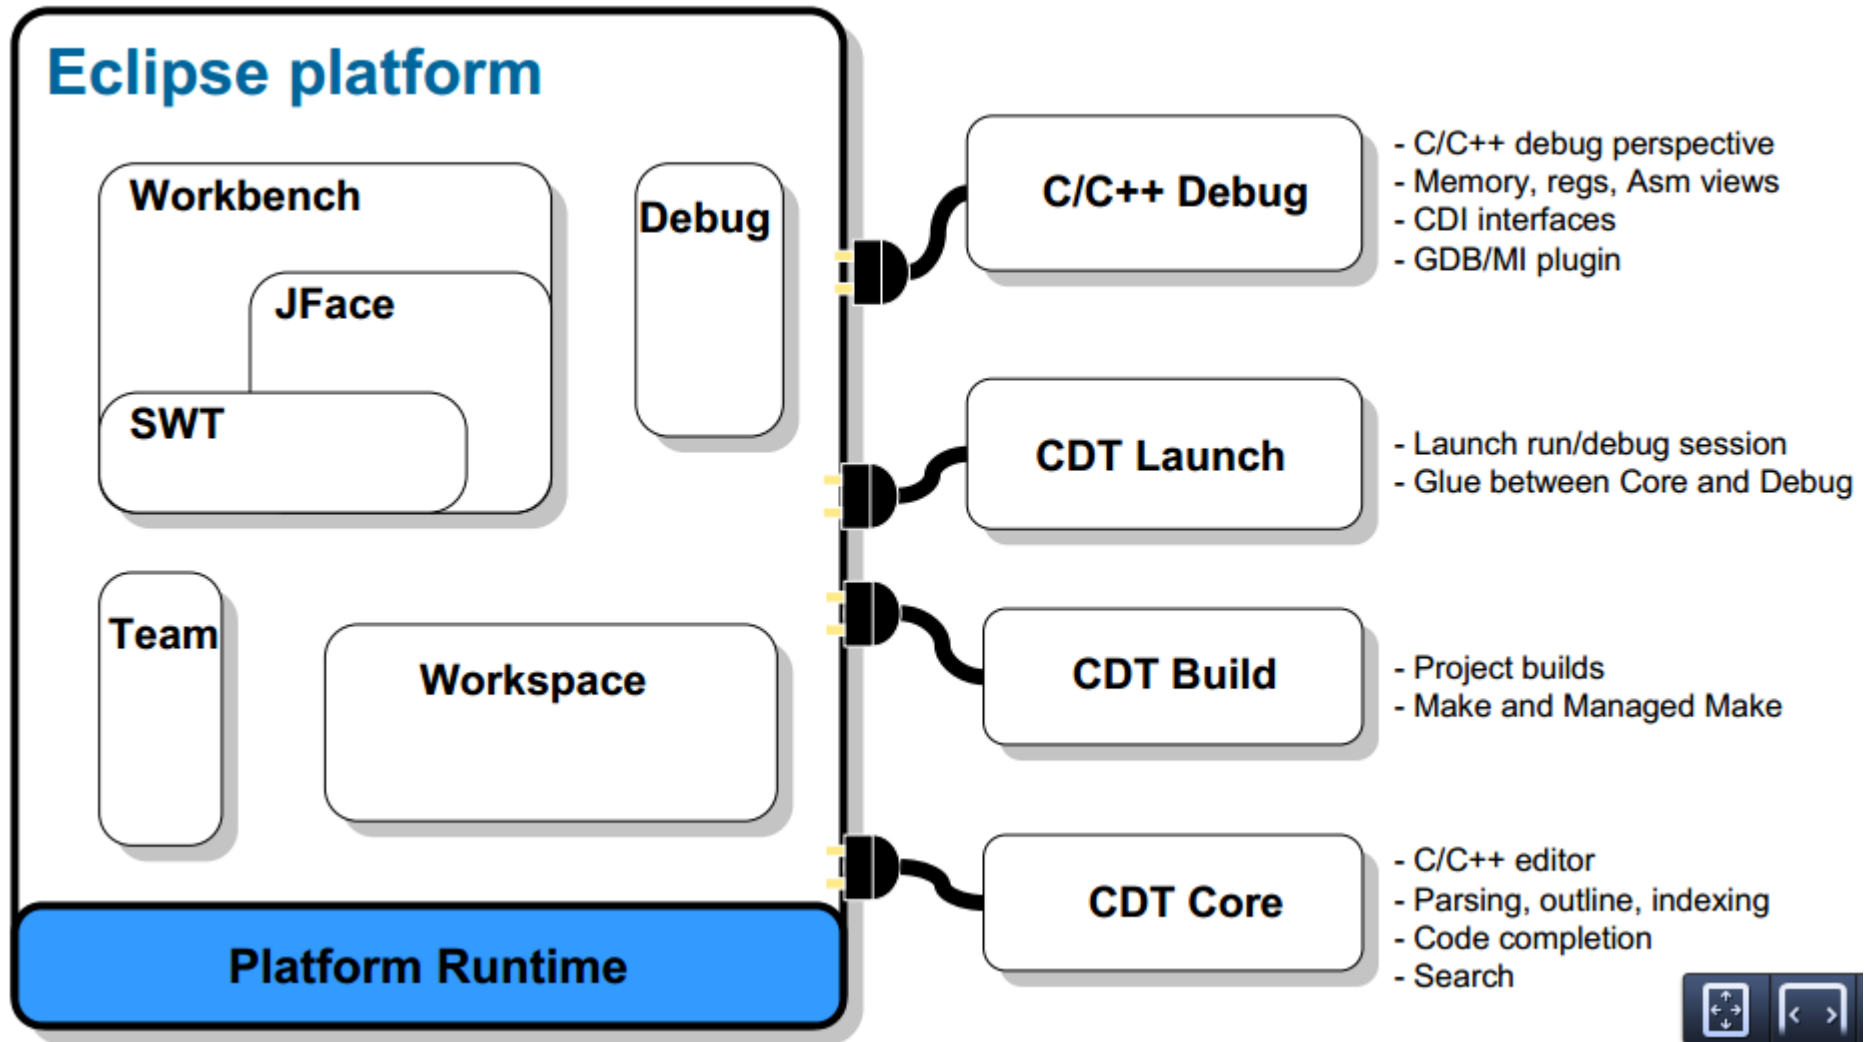 Eclipse platform
Workbench
JFace
SWT
Debug
Team
Workspace
Platform Runtime
C/C++ Debug
- C/C++ debug perspective
- Memory, regs, Asm views
- CDI interfaces
- GDB/MI plugin
CDT Launch
- Launch run/debug session
- Glue between Core and Debug
CDT Build
- Project builds
- Make and Managed Make
CDT Core
- C/C++ editor
- Parsing, outline, indexing
- Code completion
- Search